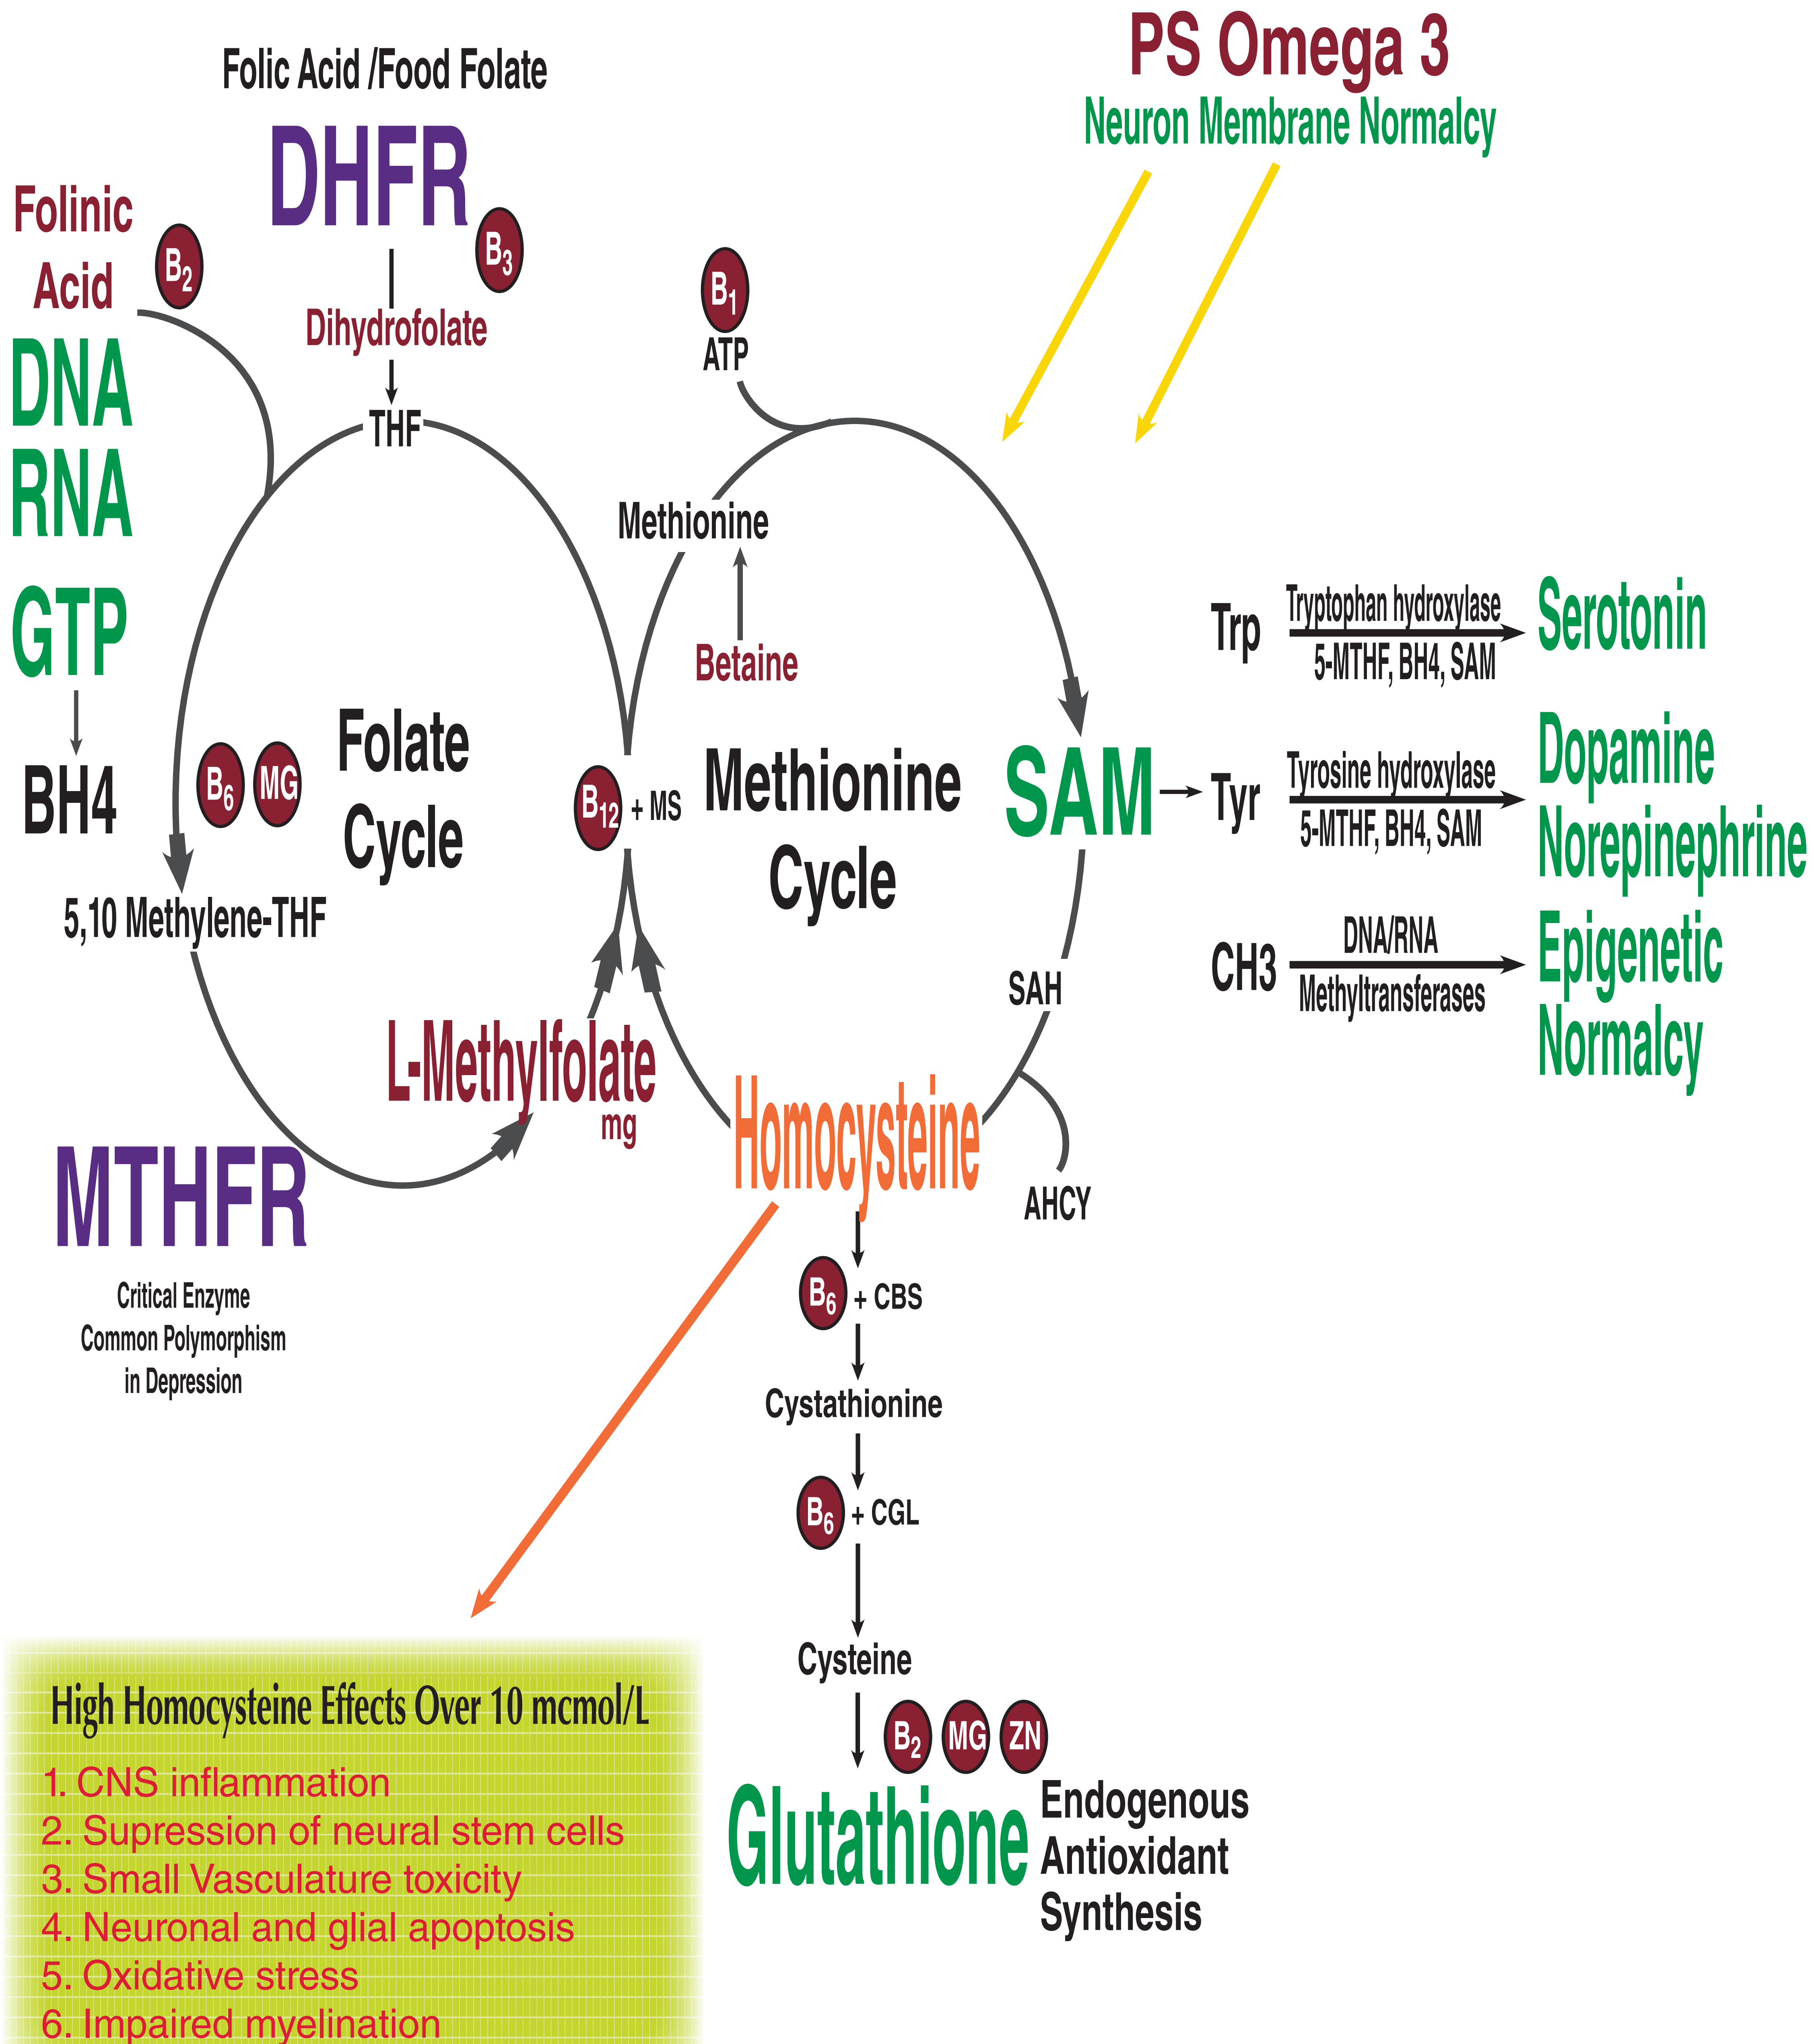 PS Omega 3
Neuron Membrane Normalcy
Folic Acid /Food Folate
DHFR
B3
Folinic
Acid
B2
DNA
RNA
GTP
BH4
Dihydrofolate
THF
B1
ATP
Methionine
Betaine
Folate
Cycle
B6
MG
B12
+ MS
Methionine
Cycle
SAM
5,10 Methylene-THF
L-Methylfolate
mg
MTHFR
Critical Enzyme
Common Polymorphism
in Depression
SAH
Homocysteine
AHCY
Trp
Tryptophan hydroxylase
5-MTHF, BH4, SAM
Serotonin
Tyr
Tyrosine hydroxylase
5-MTHF, BH4, SAM
Dopamine
Norepinephrine
CH3
DNA/RNA
Methyltransferases
Epigenetic
Normalcy
B6 + CBS
Cystathionine
B6 + CGL
Cysteine
B2 MG ZN
Glutathione
Endogenous
Antioxidant
Synthesis
High Homocysteine Effects Over 10 mcmol/L
1. CNS inflammation
2. Supression of neural stem cells
3. Small Vasculature toxicity
4. Neuronal and glial apoptosis
5. Oxidative stress
6. Impaired myelination